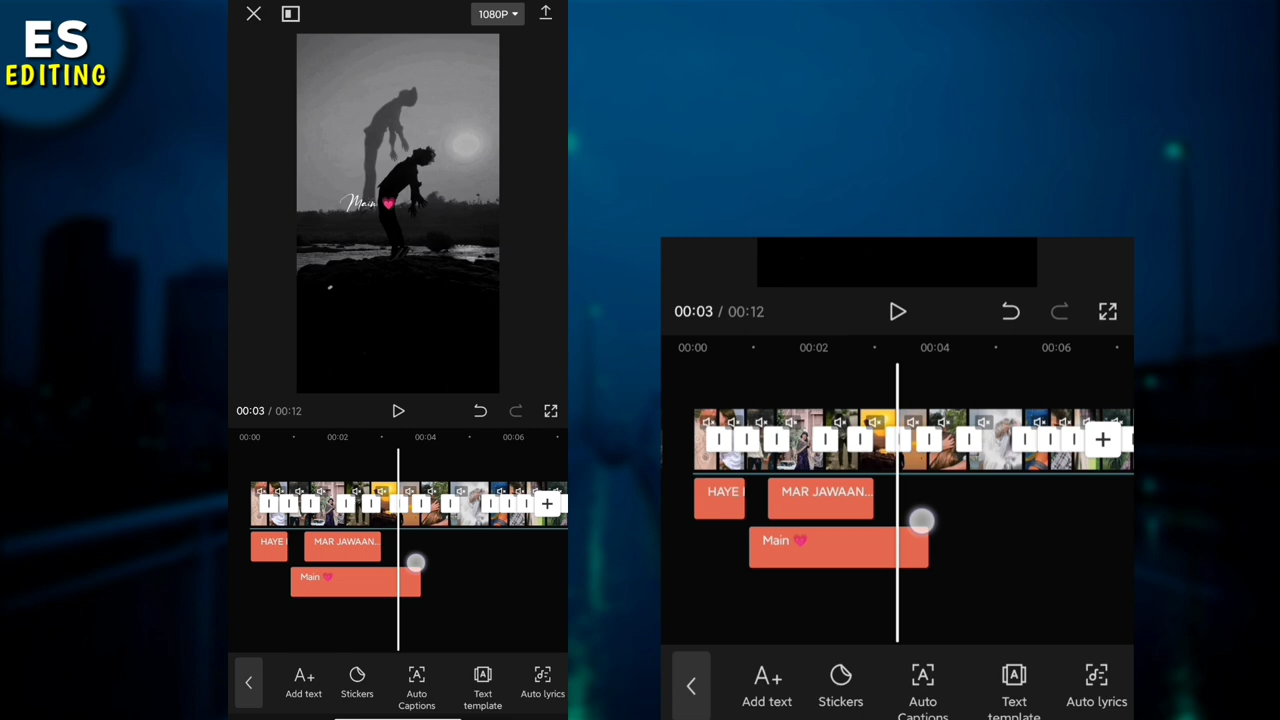 ES
EDITING
1080P
Main 💗
00:03 / 00:12
00:00
00:02
00:04
00:06
HAYE
MAR JAWAAN...
Main 💗
Add text
Stickers
Auto
Captions
Text
template
Auto lyrics
00:03 / 00:12
00:00
00:02
00:04
00:06
HAYE
MAR JAWAAN...
Main 💗
Add text
Stickers
Auto
Captions
Text
template
Auto lyrics